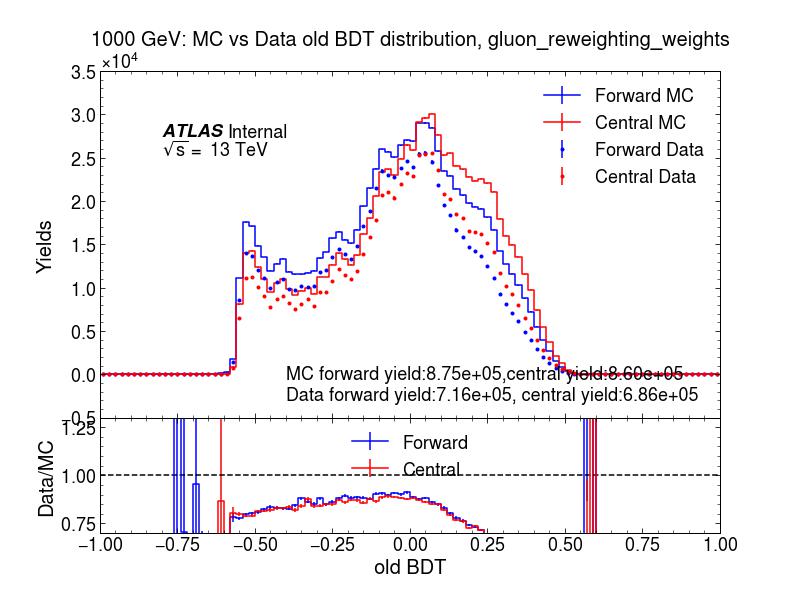 1000 GeV: MC vs Data old BDT distribution, gluon_reweighting_weights
×10⁴
3.5
3.0
2.5
2.0
1.5
1.0
0.5
0.0
−0.5
Yields
ATLAS Internal
√s = 13 TeV
Forward MC
Central MC
Forward Data
Central Data
MC forward yield:8.75e+05,central yield:8.60e+05
Data forward yield:7.16e+05, central yield:6.86e+05
1.25
1.00
0.75
Data/MC
Forward
Central
−1.00 −0.75 −0.50 −0.25 0.00 0.25 0.50 0.75 1.00
old BDT